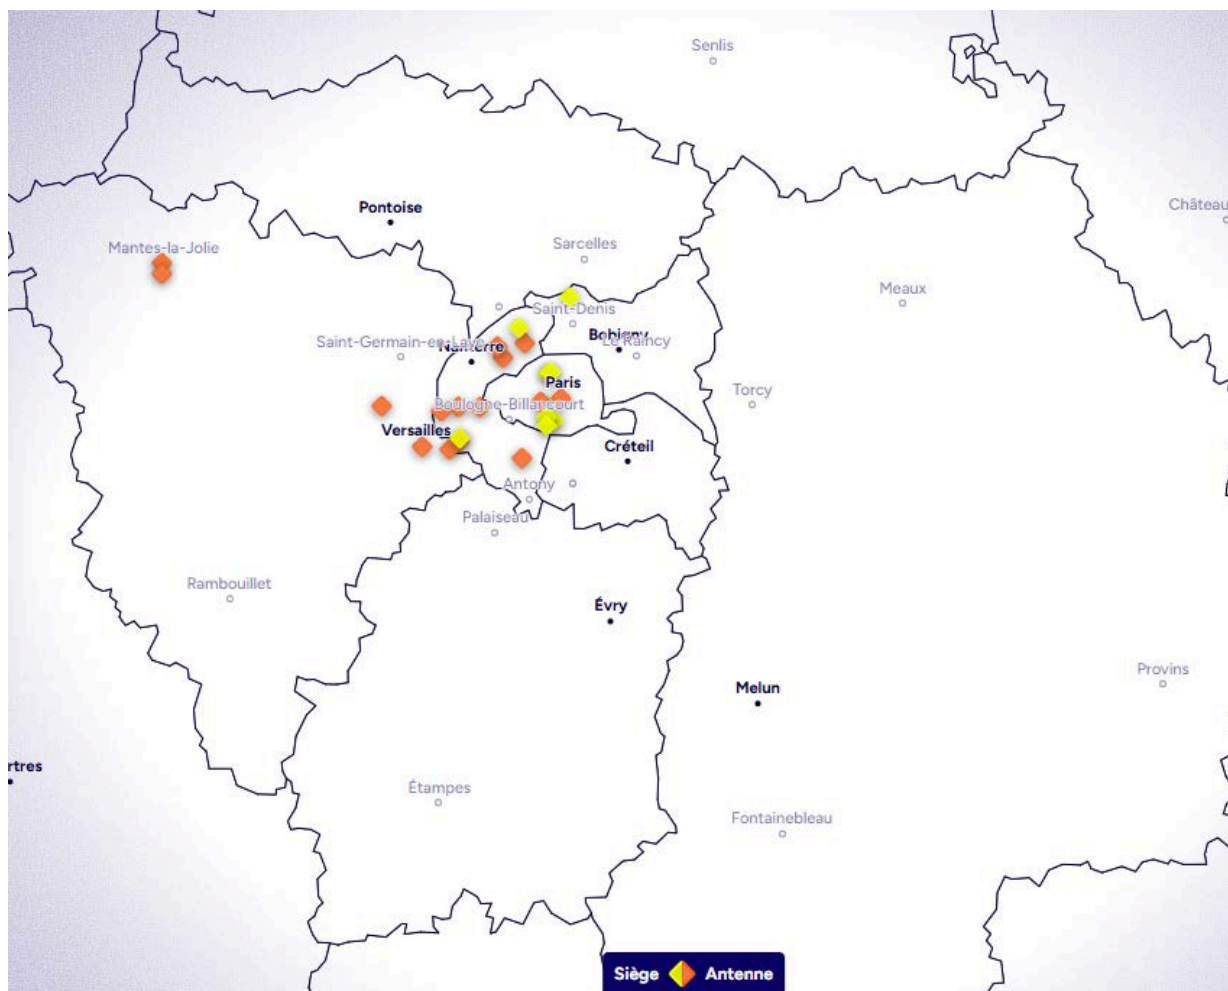 Senlis
Château
Pontoise
Sarcelles
Mantes-la-Jolie
Meaux
Saint-Denis
Bobigny
Le Raincy
Saint-Germain-en-Laye
Nanterre
Paris
Torcy
Boulogne-Billancourt
Versailles
Créteil
Antony
Palaiseau
Rambouillet
Évry
Provins
Melun
rtres
Étampes
Fontainebleau
Siège Antenne